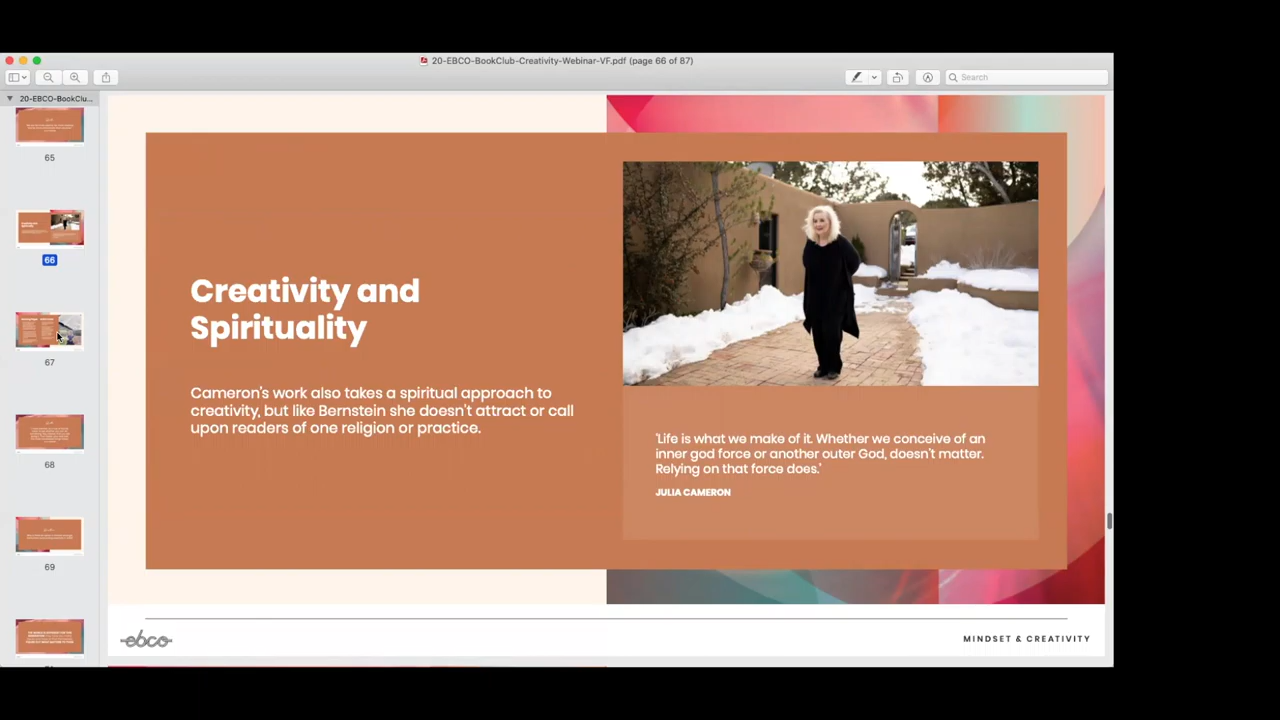 20-EBCO-BookClub-Creativity-Webinar-VF.pdf (page 66 of 87)
Search
20-EBCO-BookClu...
65
66
67
68
69
Creativity and
Spirituality
Cameron's work also takes a spiritual approach to
creativity, but like Bernstein she doesn't attract or call
upon readers of one religion or practice.
'Life is what we make of it. Whether we conceive of an
inner god force or another outer God, doesn't matter.
Relying on that force does.'
JULIA CAMERON
ebco
MINDSET & CREATIVITY